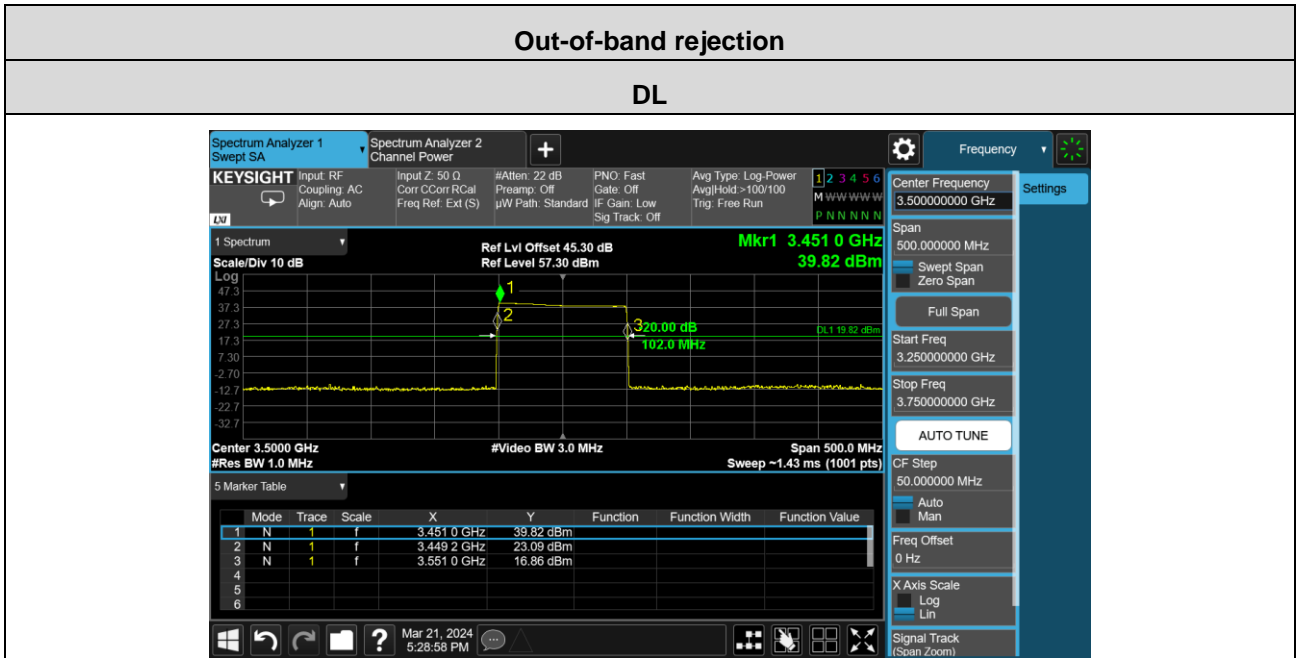 Out-of-band rejection
DL
Spectrum Analyzer 1
Swept SA
Spectrum Analyzer 2
Channel Power
Frequency
KEYSIGHT
Input: RF
Coupling: AC
Align: Auto
Input Z: 50 Ω
Corr CCorr RCal
Freq Ref: Ext (S)
#Atten: 22 dB
Preamp: Off
µW Path: Standard
PNO: Fast
Gate: Off
IF Gain: Low
Sig Track: Off
Avg Type: Log-Power
Avg|Hold:>100/100
Trig: Free Run
1 2 3 4 5 6
M W W W W W
P N N N N N
LXI
1 Spectrum
Scale/Div 10 dB
Ref Lvl Offset 45.30 dB
Ref Level 57.30 dBm
Mkr1 3.451 0 GHz
39.82 dBm
Log
47.3
37.3
27.3
17.3
7.30
-2.70
-12.7
-22.7
-32.7
1
2
3
20.00 dB
102.0 MHz
DL1 19.82 dBm
Center 3.5000 GHz
#Res BW 1.0 MHz
#Video BW 3.0 MHz
Span 500.0 MHz
Sweep ~1.43 ms (1001 pts)
5 Marker Table
Mode Trace Scale X Y Function Function Width Function Value
1 N 1 f 3.451 0 GHz 39.82 dBm
2 N 1 f 3.449 2 GHz 23.09 dBm
3 N 1 f 3.551 0 GHz 16.86 dBm
4
5
6
Mar 21, 2024
5:28:58 PM
Center Frequency
3.500000000 GHz
Span
500.000000 MHz
Swept Span
Zero Span
Full Span
Start Freq
3.250000000 GHz
Stop Freq
3.750000000 GHz
AUTO TUNE
CF Step
50.000000 MHz
Auto
Man
Freq Offset
0 Hz
X Axis Scale
Log
Lin
Signal Track
(Span Zoom)
Settings